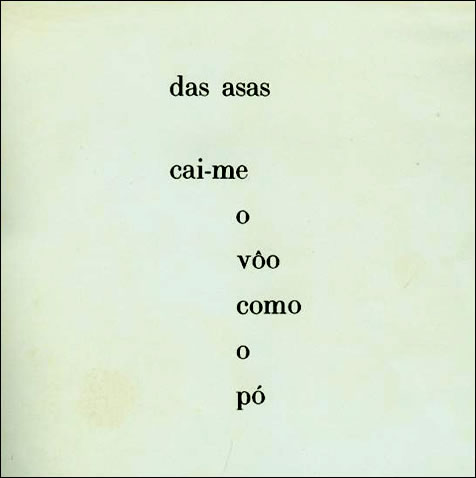 das asas
cai-me
o
vôo
como
o
pó